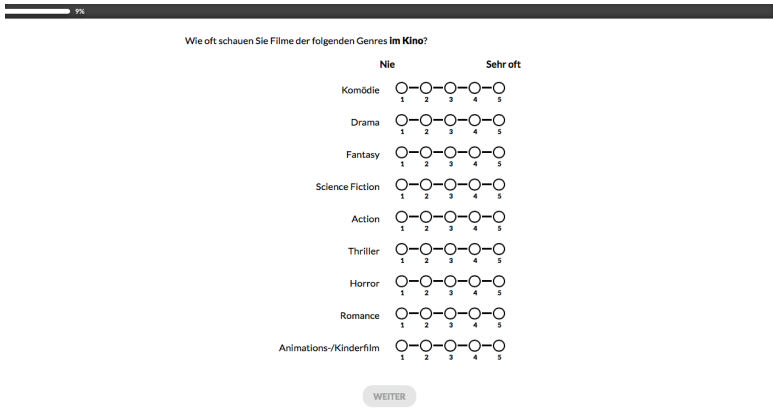 9%
Wie oft schauen Sie Filme der folgenden Genres im Kino?
Nie Sehr oft
Komödie
1 2 3 4 5
Drama
1 2 3 4 5
Fantasy
1 2 3 4 5
Science Fiction
1 2 3 4 5
Action
1 2 3 4 5
Thriller
1 2 3 4 5
Horror
1 2 3 4 5
Romance
1 2 3 4 5
Animations-/Kinderfilm
1 2 3 4 5
WEITER